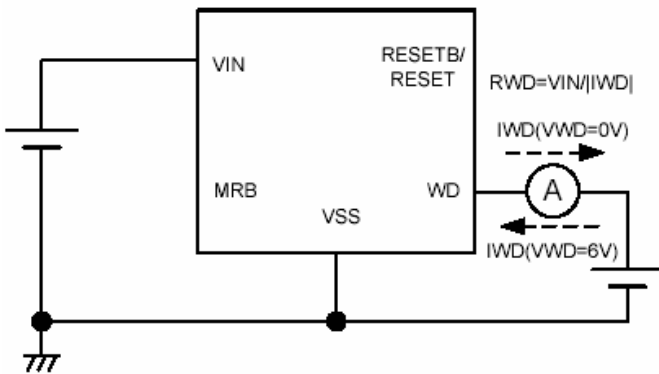 VIN
RESETB/
RESET
RWD=VIN/|IWD|
IWD(VWD=0V)
MRB
WD
A
VSS
IWD(VWD=6V)